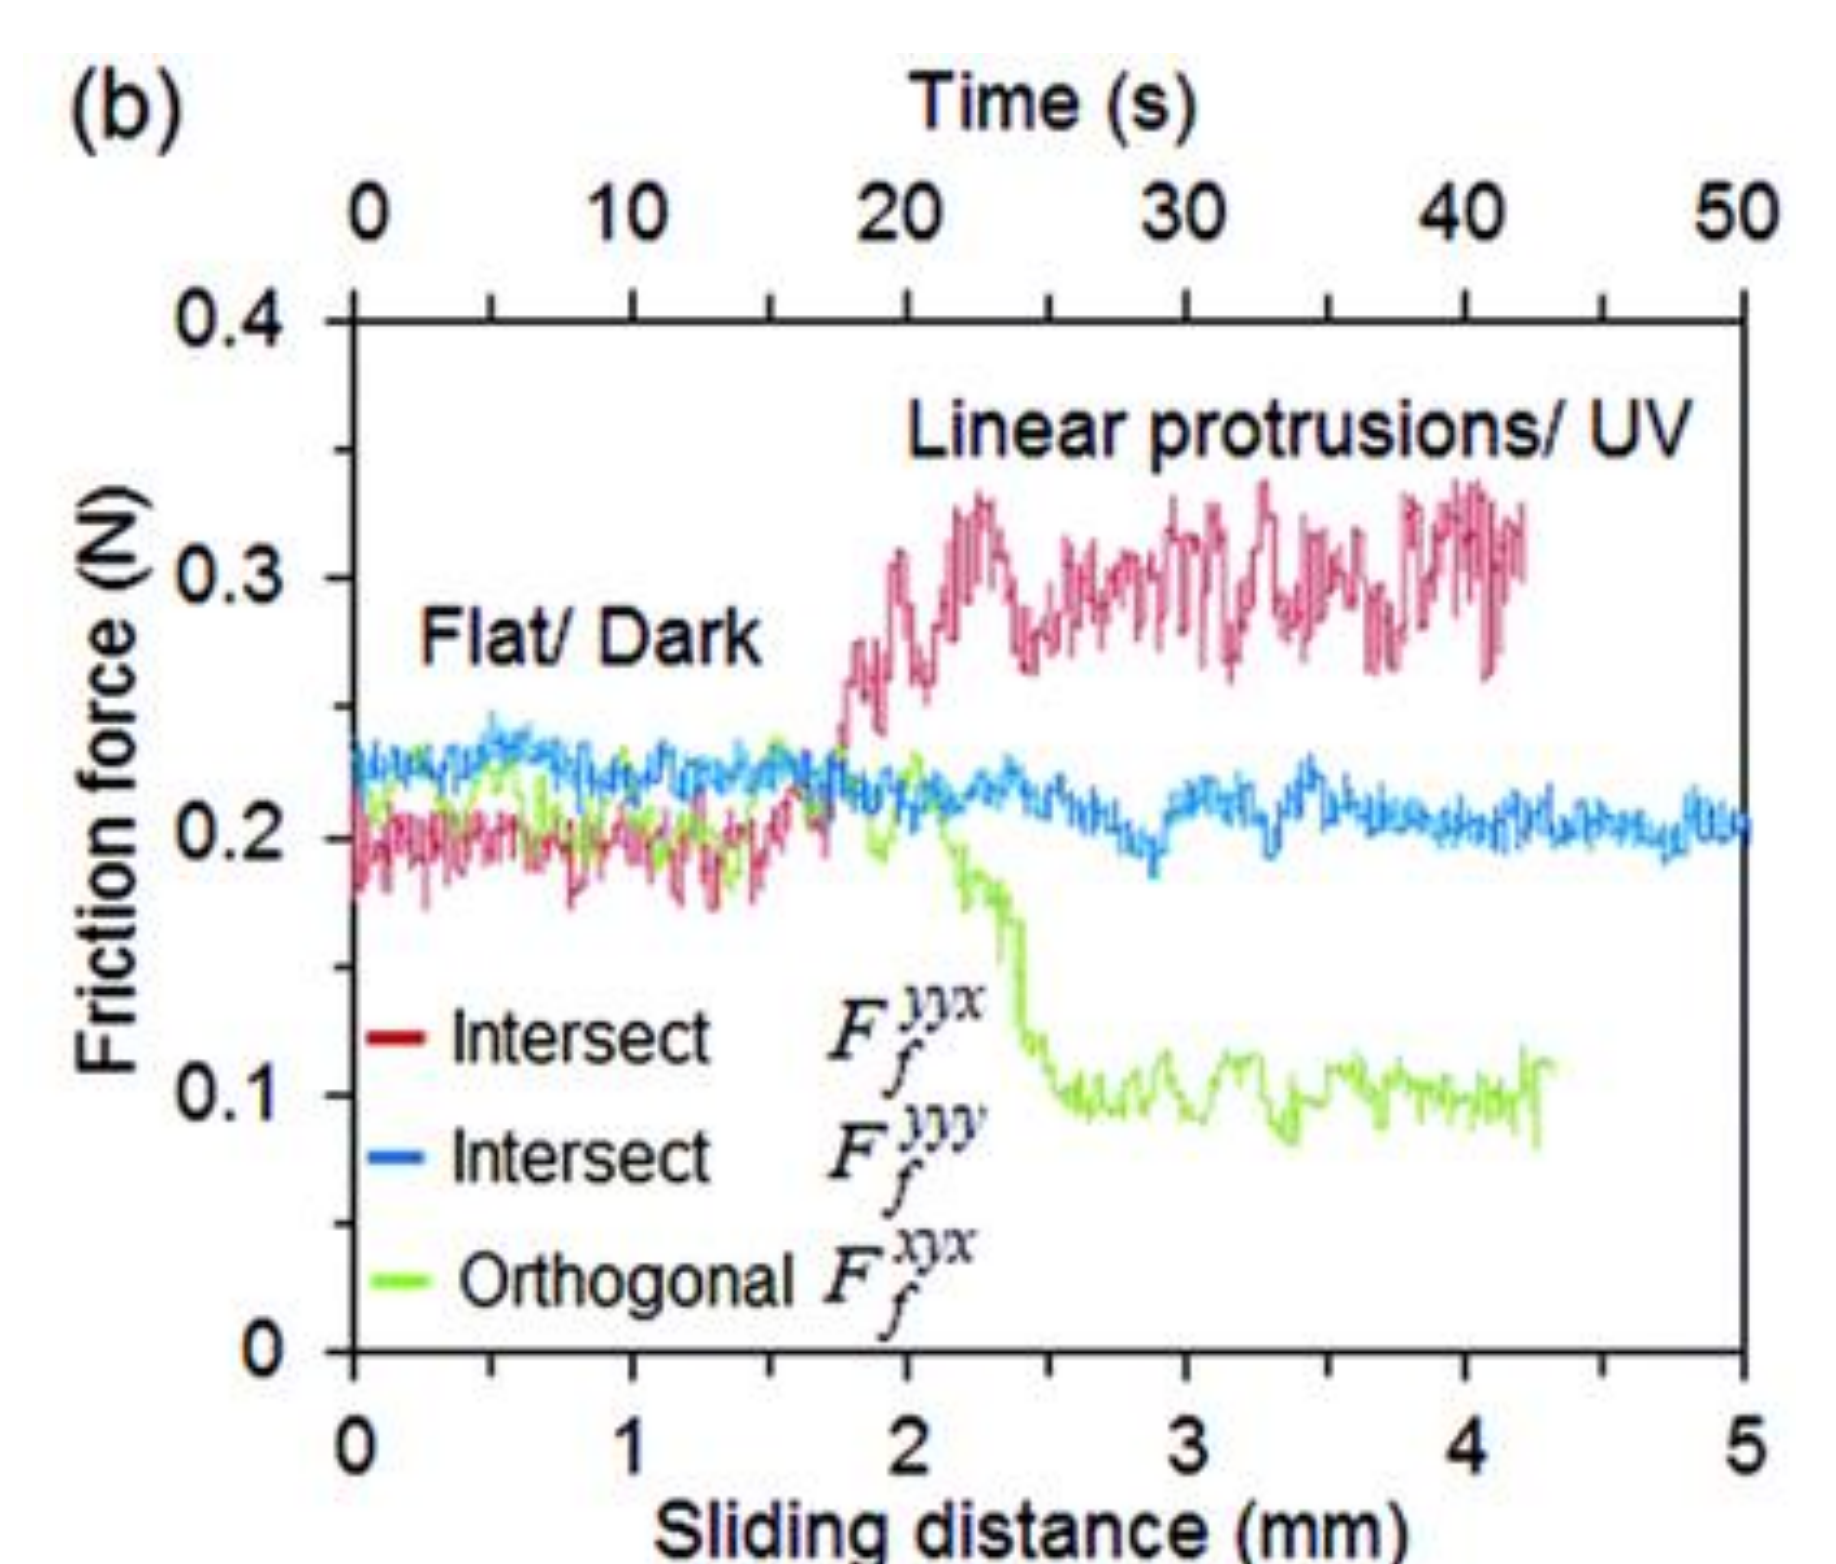 (b)
Time (s)
0 10 20 30 40 50
0.4
Linear protrusions/ UV
0.3
Flat/ Dark
0.2
Friction force (N)
Intersect F_f^{yyx}
0.1
Intersect F_f^{yyy}
Orthogonal F_f^{xyx}
0
0 1 2 3 4 5
Sliding distance (mm)